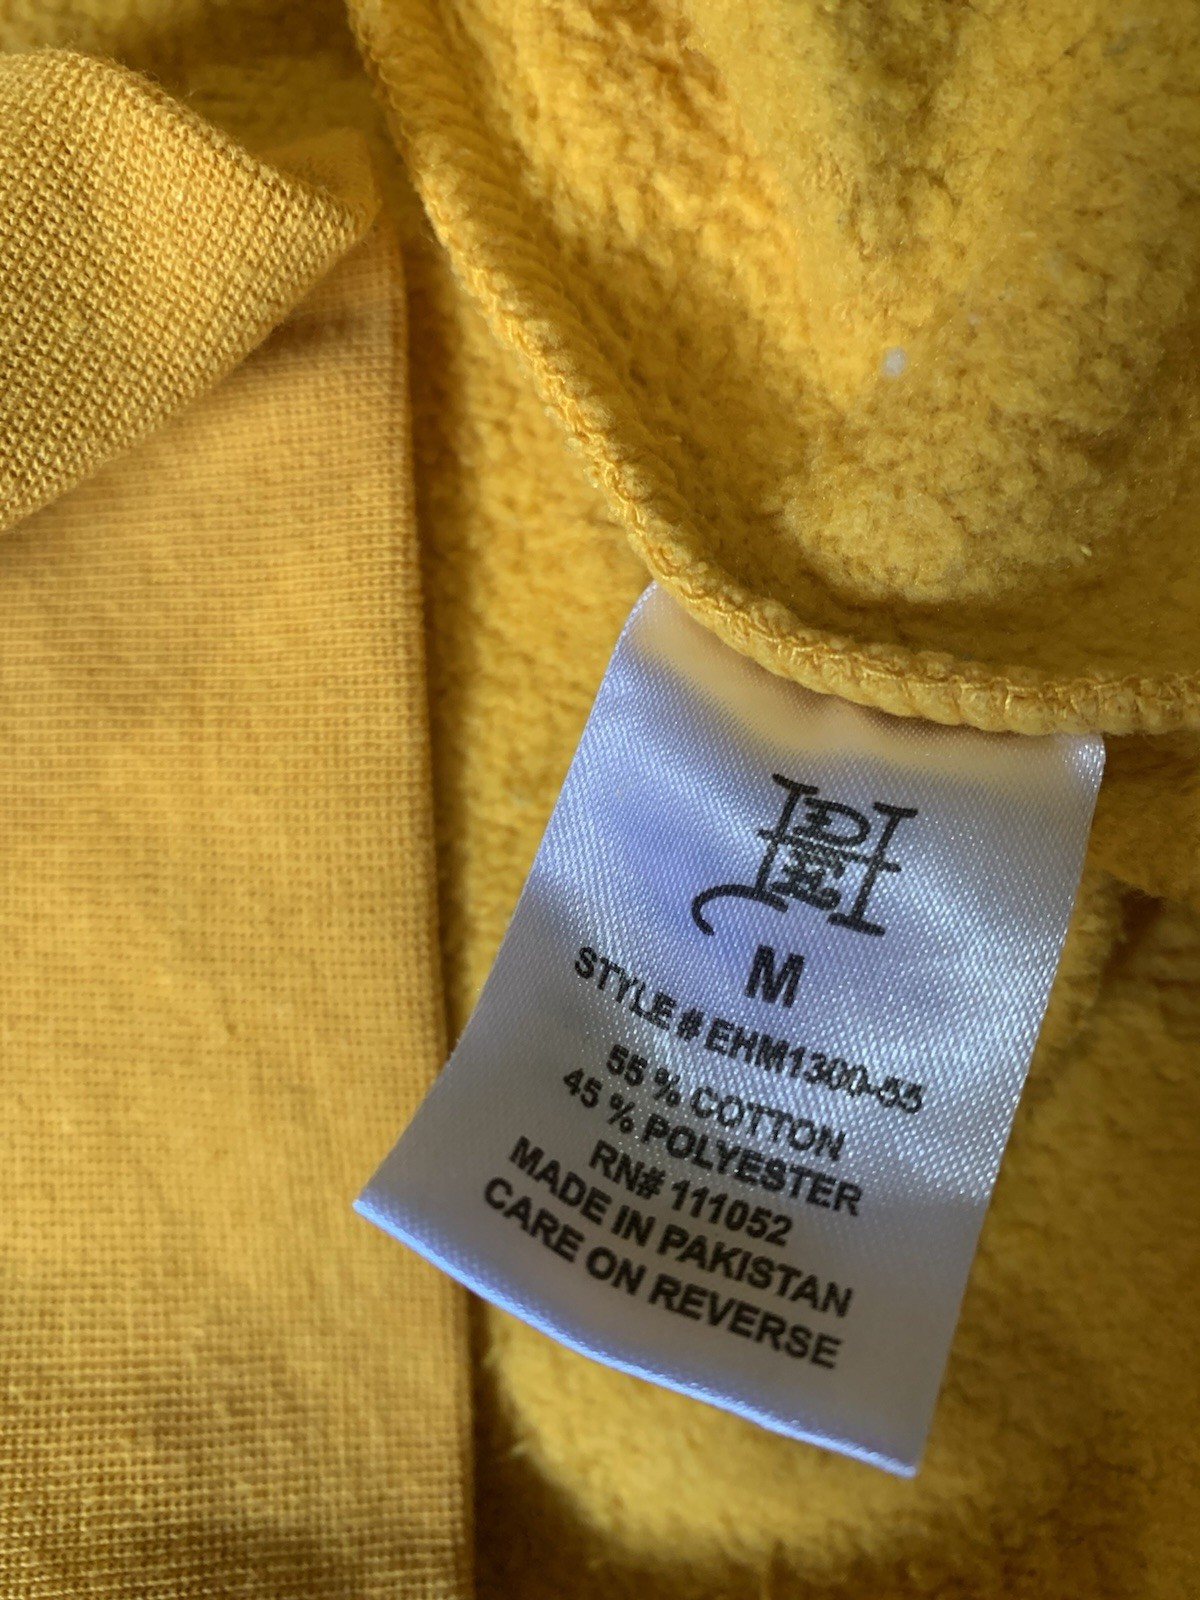 M
STYLE # EHM1300-55
55 % COTTON
45 % POLYESTER
RN# 111052
MADE IN PAKISTAN
CARE ON REVERSE